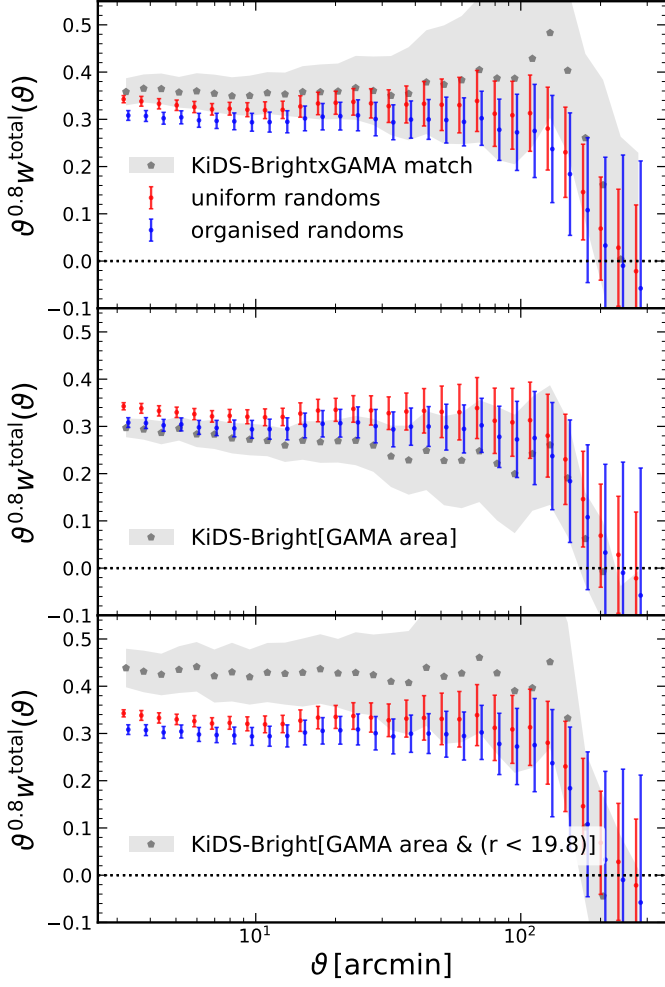 0.5
0.4
0.3
0.2
0.1
0.0
−0.1
ϑ^0.8 w^total(ϑ)
KiDS-BrightxGAMA match
uniform randoms
organised randoms
0.5
0.4
0.3
0.2
0.1
0.0
−0.1
ϑ^0.8 w^total(ϑ)
KiDS-Bright[GAMA area]
0.5
0.4
0.3
0.2
0.1
0.0
−0.1
ϑ^0.8 w^total(ϑ)
KiDS-Bright[GAMA area & (r < 19.8)]
10^1 10^2
ϑ [arcmin]